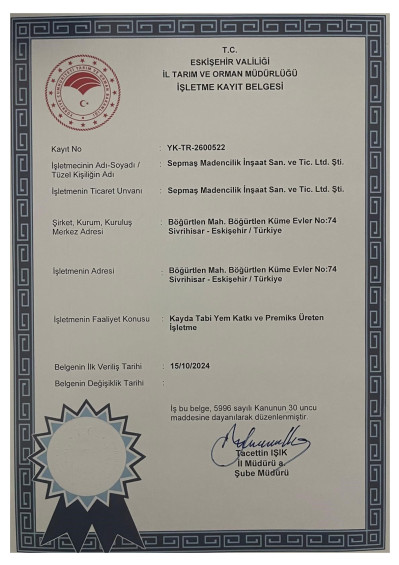 T.C.
ESKİŞEHİR VALİLİĞİ
İL TARIM VE ORMAN MÜDÜRLÜĞÜ
İŞLETME KAYIT BELGESİ
Kayıt No : YK-TR-2600522
İşletmecinin Adı-Soyadı / : Sepmaş Madencilik İnşaat San. ve Tic. Ltd. Şti.
Tüzel Kişiliğin Adı
İşletmenin Ticaret Unvanı : Sepmaş Madencilik İnşaat San. ve Tic. Ltd. Şti.
Şirket, Kurum, Kuruluş : Böğürtlen Mah. Böğürtlen Küme Evler No:74
Merkez Adresi Sivrihisar - Eskişehir / Türkiye
İşletmenin Adresi : Böğürtlen Mah. Böğürtlen Küme Evler No:74
Sivrihisar - Eskişehir / Türkiye
İşletmenin Faaliyet Konusu : Kayda Tabi Yem Katkı ve Premiks Üreten
İşletme
Belgenin İlk Veriliş Tarihi : 15/10/2024
Belgenin Değişiklik Tarihi :
İş bu belge, 5996 sayılı Kanunun 30 uncu
maddesine dayanılarak düzenlenmiştir.
Tacettin IŞIK
İl Müdürü a.
Şube Müdürü